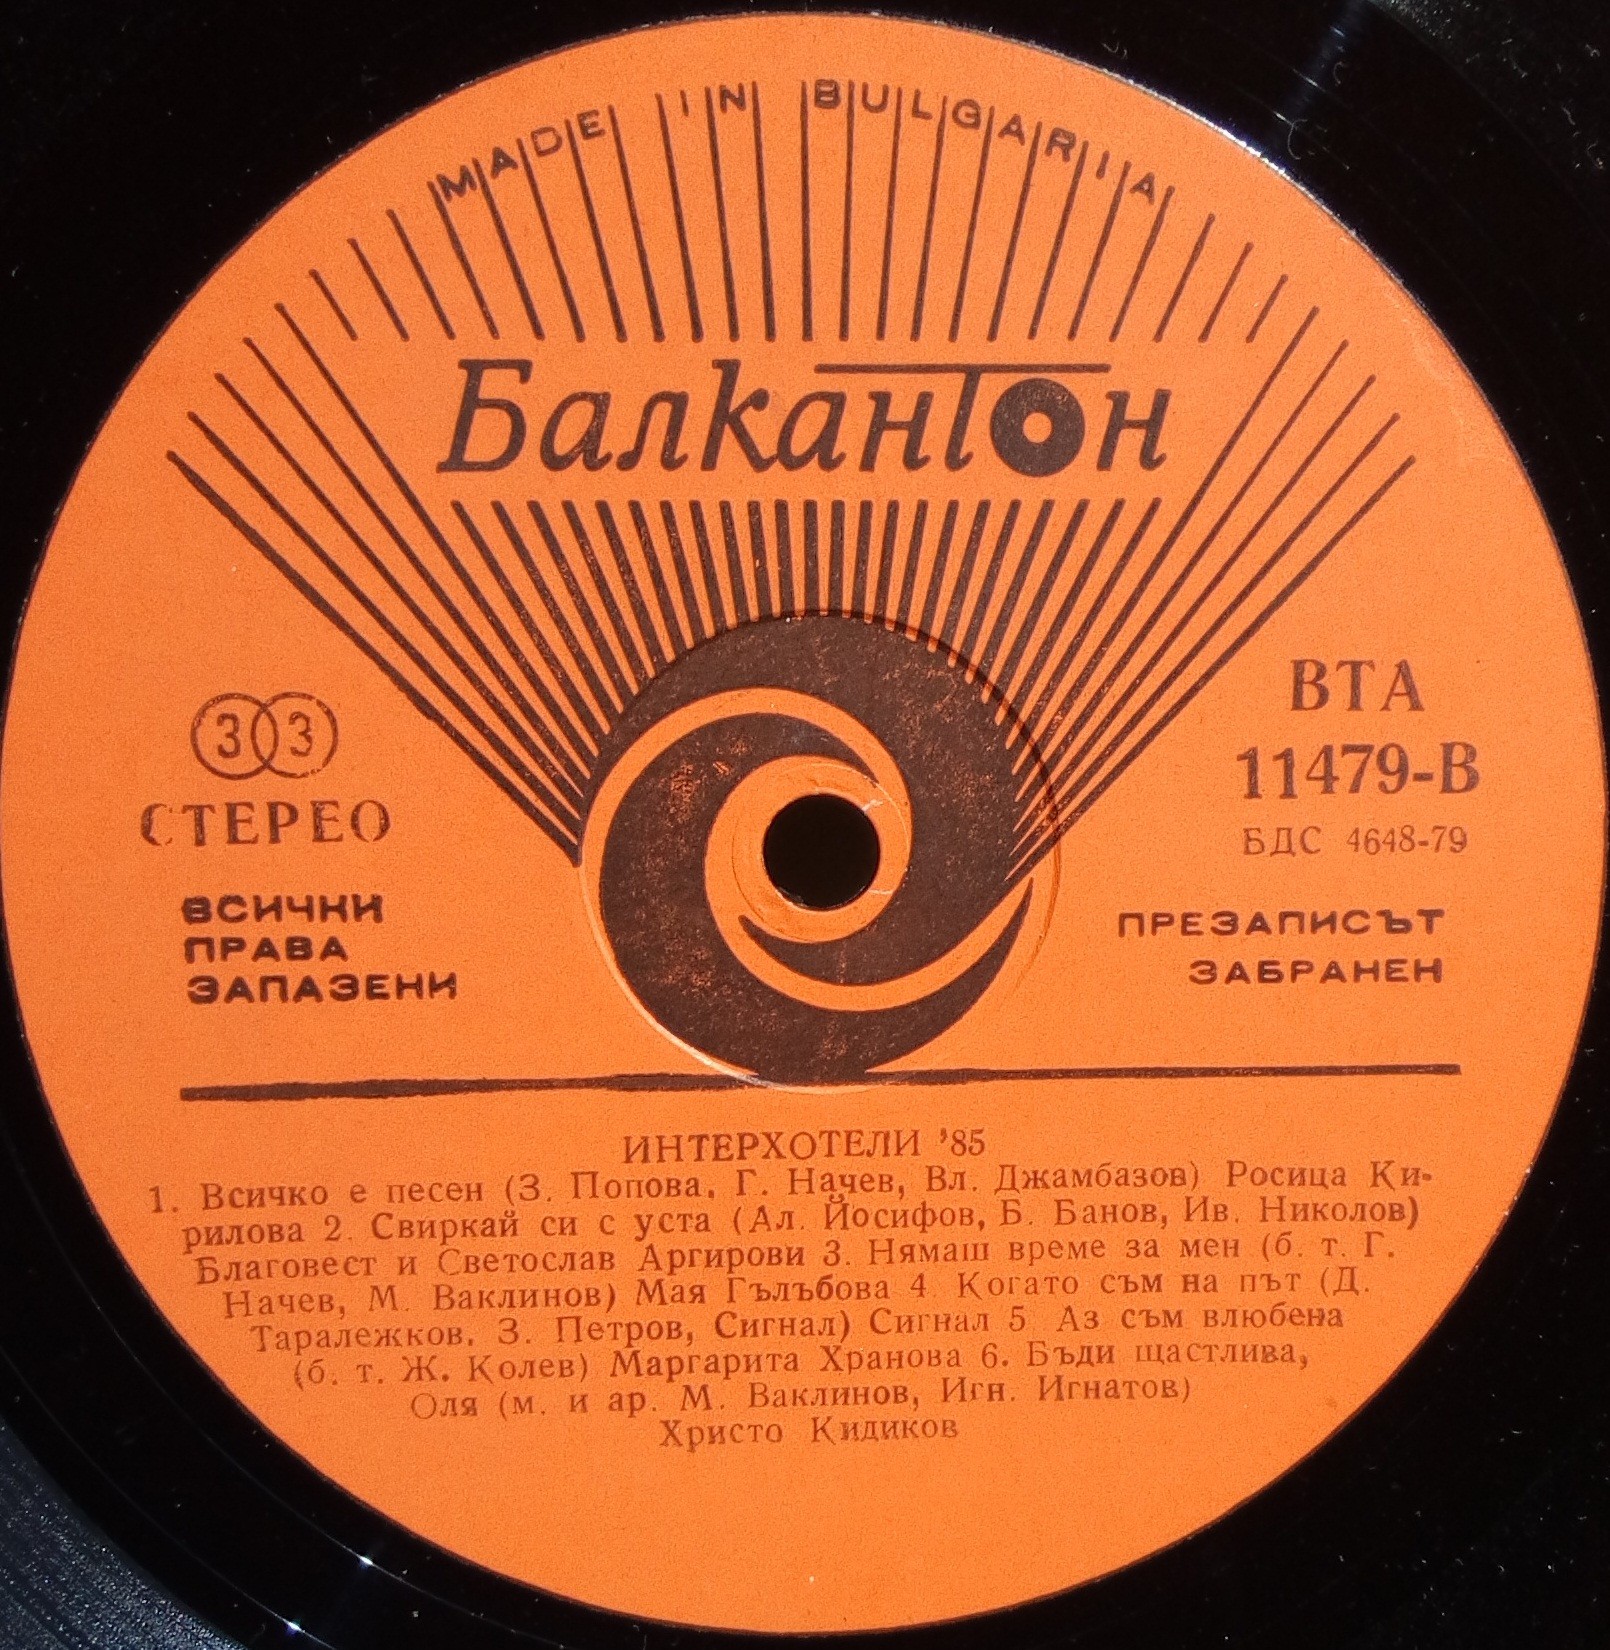 MADE IN BULGARIA
Балкантон
33
СТЕРЕО
ВСИЧКИ
ПРАВА
ЗАПАЗЕНИ
ВТА
11479-В
БДС 4648-79
ПРЕЗАПИСЪТ
ЗАБРАНЕН
ИНТЕРХОТЕЛИ '85
1. Всичко е песен (З. Попова, Г. Начев, Вл. Джамбазов) Росица Ки-
рилова 2. Свиркай си с уста (Ал. Йосифов, Б. Банов, Ив. Николов)
Благовест и Светослав Аргирови 3. Нямаш време за мен (б. т. Г.
Начев, М. Ваклинов) Мая Гълъбова 4. Когато съм на път (Д.
Таралежков, З. Петров, Сигнал) Сигнал 5 Аз съм влюбена
(б. т. Ж. Колев) Маргарита Хранова 6. Бъди щастлива,
Оля (м. и ар. М. Ваклинов, Игн. Игнатов)
Христо Кидиков